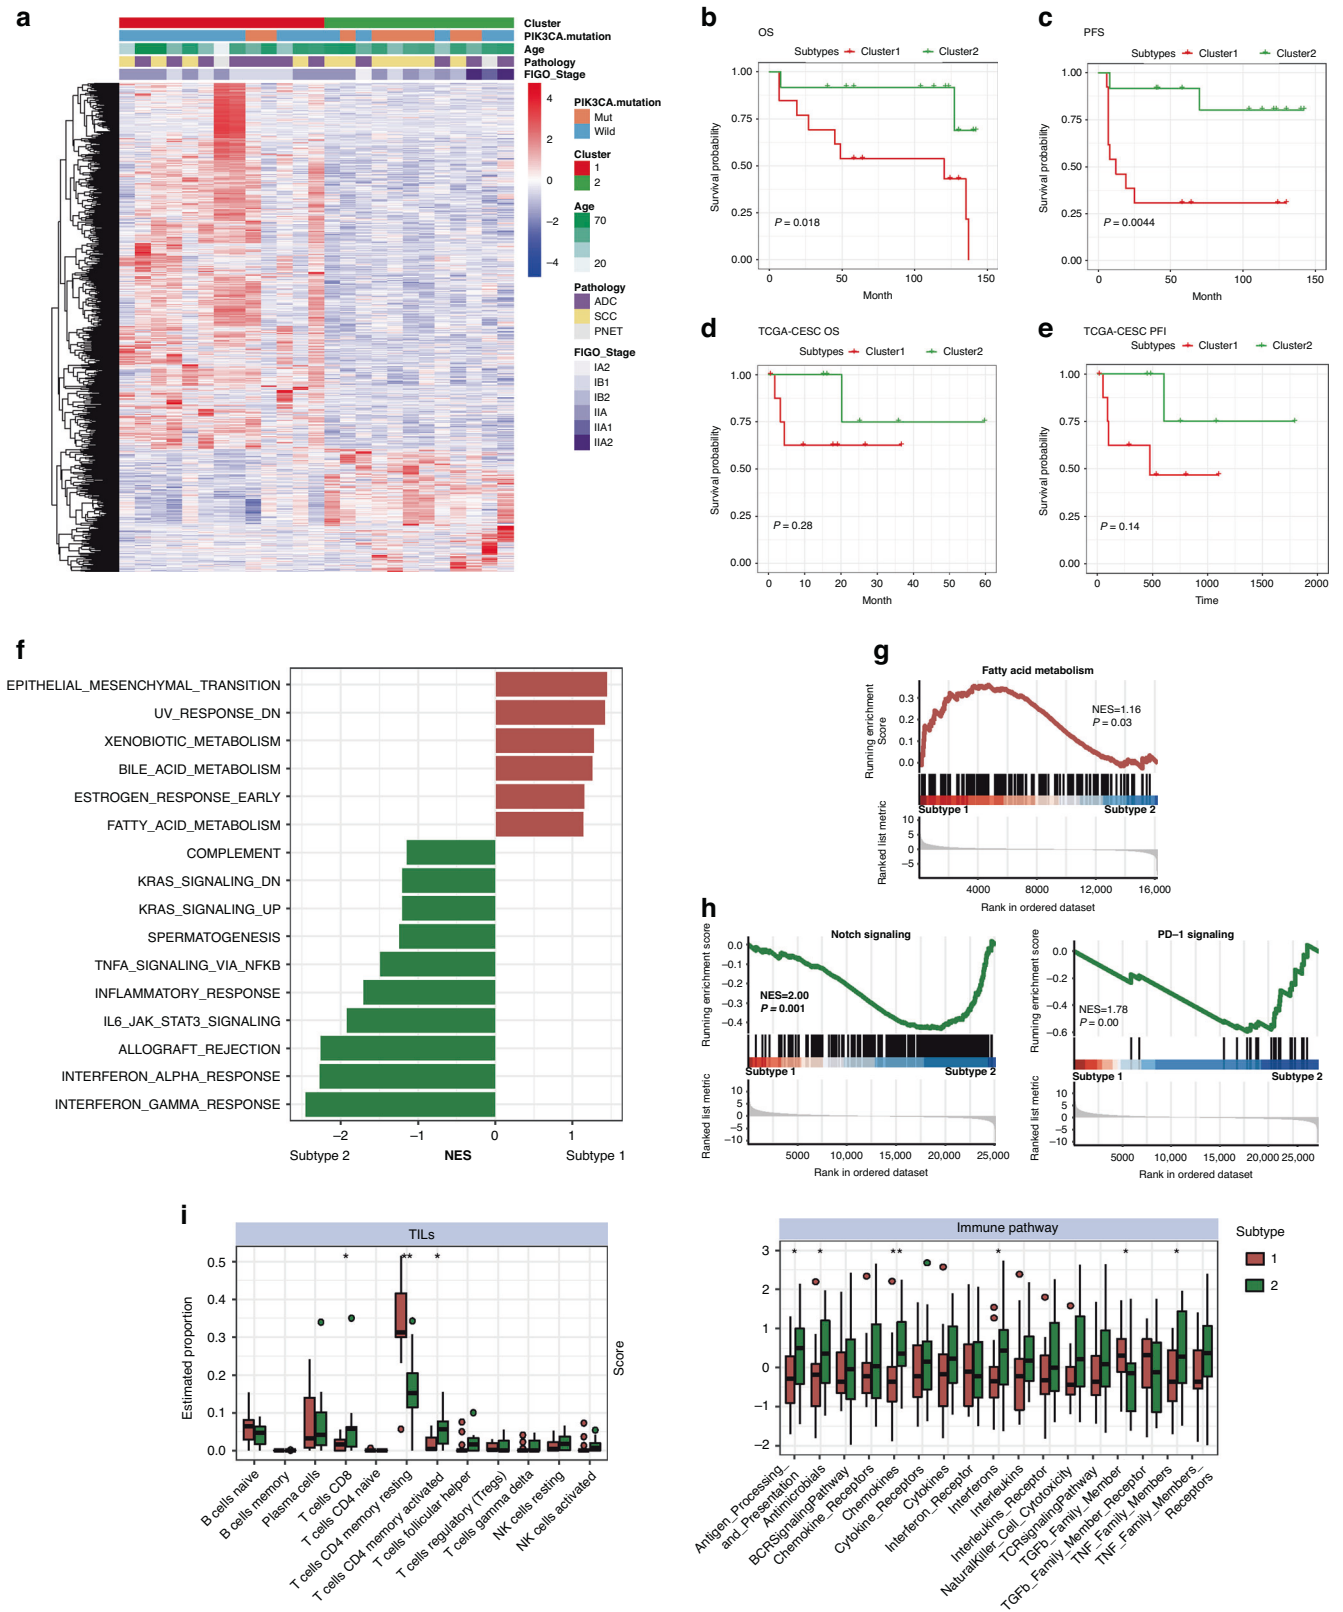 a
Cluster
PIK3CA.mutation
Age
Pathology
FIGO_Stage
4
2
0
−2
−4
PIK3CA.mutation
Mut
Wild
Cluster
1
2
Age
70
20
Pathology
ADC
SCC
PNET
FIGO_Stage
IA2
IB1
IB2
IIA
IIA1
IIA2
b
OS
Subtypes Cluster1 Cluster2
Survival probability
1.00
0.75
0.50
0.25
0.00
P = 0.018
0 50 100 150
Month
c
PFS
Subtypes Cluster1 Cluster2
Survival probability
1.00
0.75
0.50
0.25
0.00
P = 0.0044
0 50 100 150
Month
d
TCGA-CESC OS
Subtypes Cluster1 Cluster2
Survival probability
1.00
0.75
0.50
0.25
0.00
P = 0.28
0 10 20 30 40 50 60
Month
e
TCGA-CESC PFI
Subtypes Cluster1 Cluster2
Survival probability
1.00
0.75
0.50
0.25
0.00
P = 0.14
0 500 1000 1500 2000
Time
f
EPITHELIAL_MESENCHYMAL_TRANSITION
UV_RESPONSE_DN
XENOBIOTIC_METABOLISM
BILE_ACID_METABOLISM
ESTROGEN_RESPONSE_EARLY
FATTY_ACID_METABOLISM
COMPLEMENT
KRAS_SIGNALING_DN
KRAS_SIGNALING_UP
SPERMATOGENESIS
TNFA_SIGNALING_VIA_NFKB
INFLAMMATORY_RESPONSE
IL6_JAK_STAT3_SIGNALING
ALLOGRAFT_REJECTION
INTERFERON_ALPHA_RESPONSE
INTERFERON_GAMMA_RESPONSE
−2 −1 0 1
Subtype 2 NES Subtype 1
g
Fatty acid metabolism
Running enrichment
Score
0.3
0.2
0.1
0.0
NES=1.16
P = 0.03
Subtype 1 Subtype 2
Ranked list metric
10
5
0
−5
4000 8000 12,000 16,000
Rank in ordered dataset
h
Notch signaling
Running enrichment score
0.0
−0.1
−0.2
−0.3
−0.4
NES=2.00
P = 0.001
Subtype 1 Subtype 2
Ranked list metric
10
5
0
−5
−10
5000 10,000 15,000 20,000 25,000
Rank in ordered dataset
PD−1 signaling
Running enrichment score
0.0
−0.2
−0.4
−0.6
NES=1.78
P = 0.00
Subtype 1 Subtype 2
Ranked list metric
10
5
0
−5
−10
5000 10,000 15,000 20,000 25,000
Rank in ordered dataset
i
TILs
Estimated proportion
0.5
0.4
0.3
0.2
0.1
0.0
* ** *
B cells naive
B cells memory
Plasma cells
T cells CD8
T cells CD4 naive
T cells CD4 memory resting
T cells CD4 memory activated
T cells follicular helper
T cells regulatory (Tregs)
T cells gamma delta
NK cells resting
NK cells activated
Immune pathway
Score
3
2
1
0
−1
−2
* * ** * * *
Antigen_Processing_
and_Presentation
Antimicrobials
BCRSignalingPathway
Chemokine_Receptors
Chemokines
Cytokine_Receptors
Cytokines
Interferon_Receptor
Interferons
Interleukins
Interleukins_Receptor
NaturalKiller_Cell_Cytotoxicity
TCRsignalingPathway
TGFb_Family_Member
TGFb_Family_Member_Receptor
TNF_Family_Members
TNF_Family_Members_
Receptors
Subtype
1
2